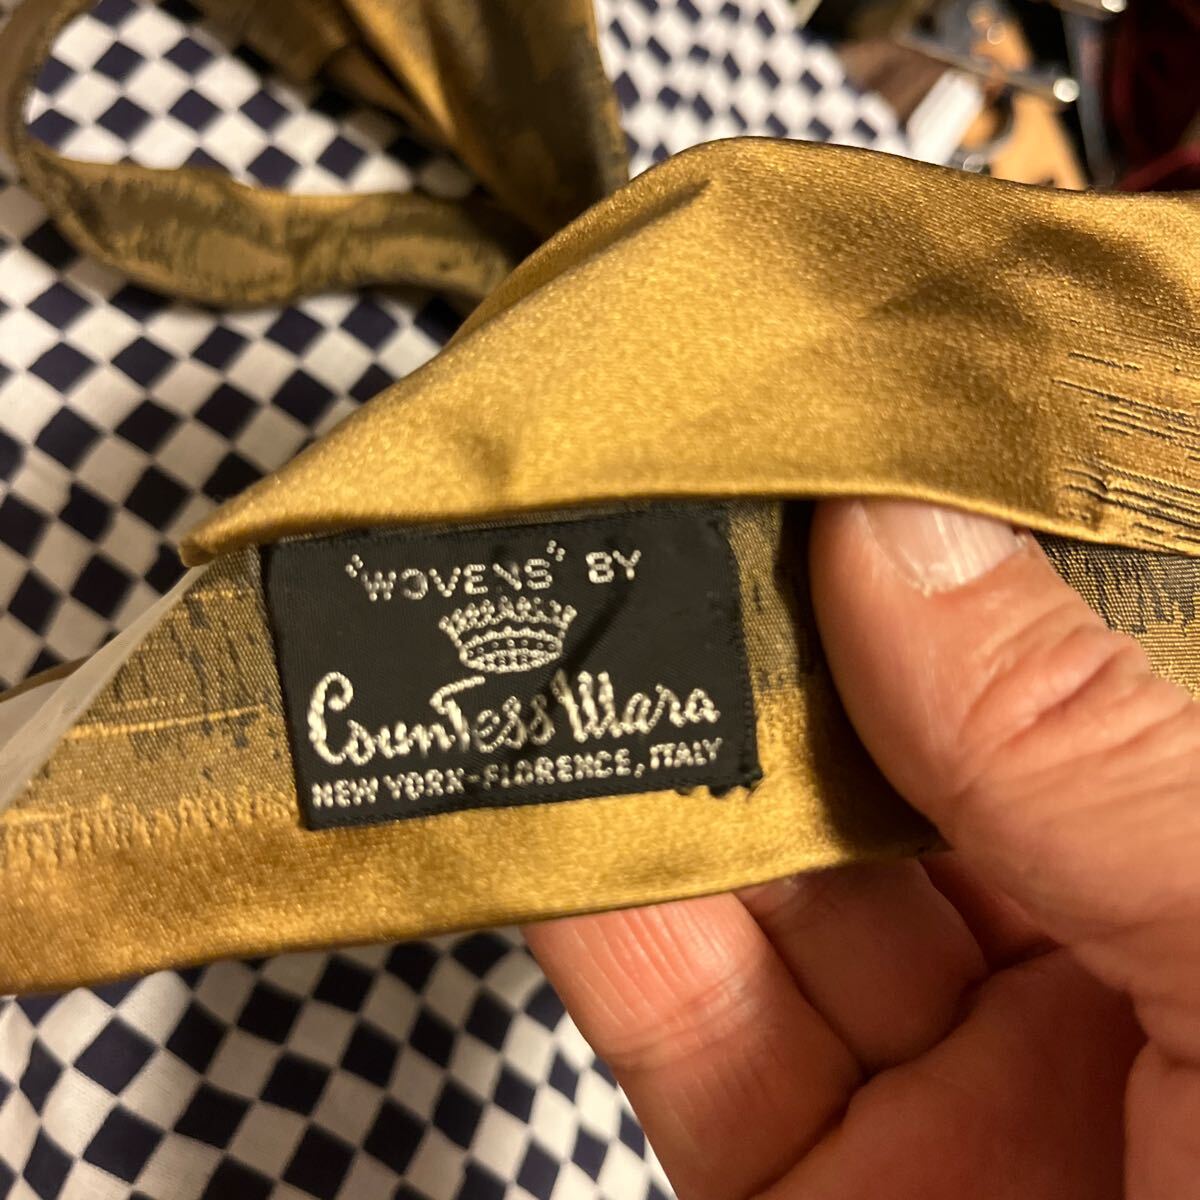 "WOVENS" BY
Countess Mara
NEW YORK-FLORENCE, ITALY